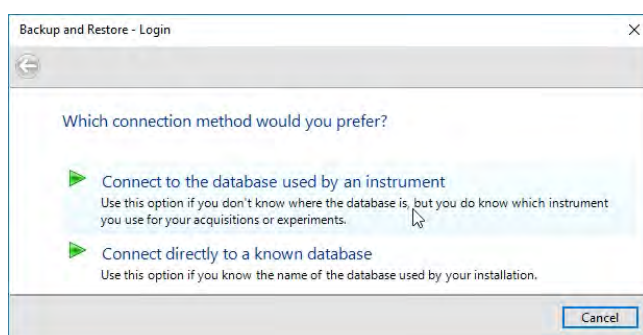 Backup and Restore - Login
Which connection method would you prefer?
Connect to the database used by an instrument
Use this option if you don't know where the database is, but you do know which instrument
you use for your acquisitions or experiments.
Connect directly to a known database
Use this option if you know the name of the database used by your installation.
Cancel